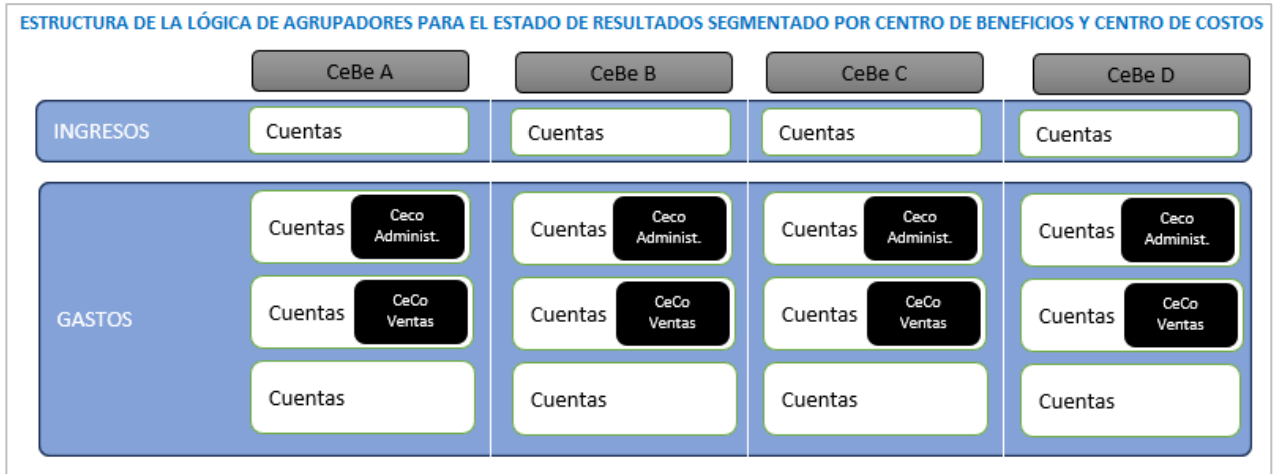 ESTRUCTURA DE LA LÓGICA DE AGRUPADORES PARA EL ESTADO DE RESULTADOS SEGMENTADO POR CENTRO DE BENEFICIOS Y CENTRO DE COSTOS
CeBe A
CeBe B
CeBe C
CeBe D
INGRESOS
Cuentas
Cuentas
Cuentas
Cuentas
GASTOS
Cuentas
Ceco
Administ.
Cuentas
Ceco
Administ.
Cuentas
Ceco
Administ.
Cuentas
Ceco
Administ.
Cuentas
CeCo
Ventas
Cuentas
CeCo
Ventas
Cuentas
CeCo
Ventas
Cuentas
CeCo
Ventas
Cuentas
Cuentas
Cuentas
Cuentas